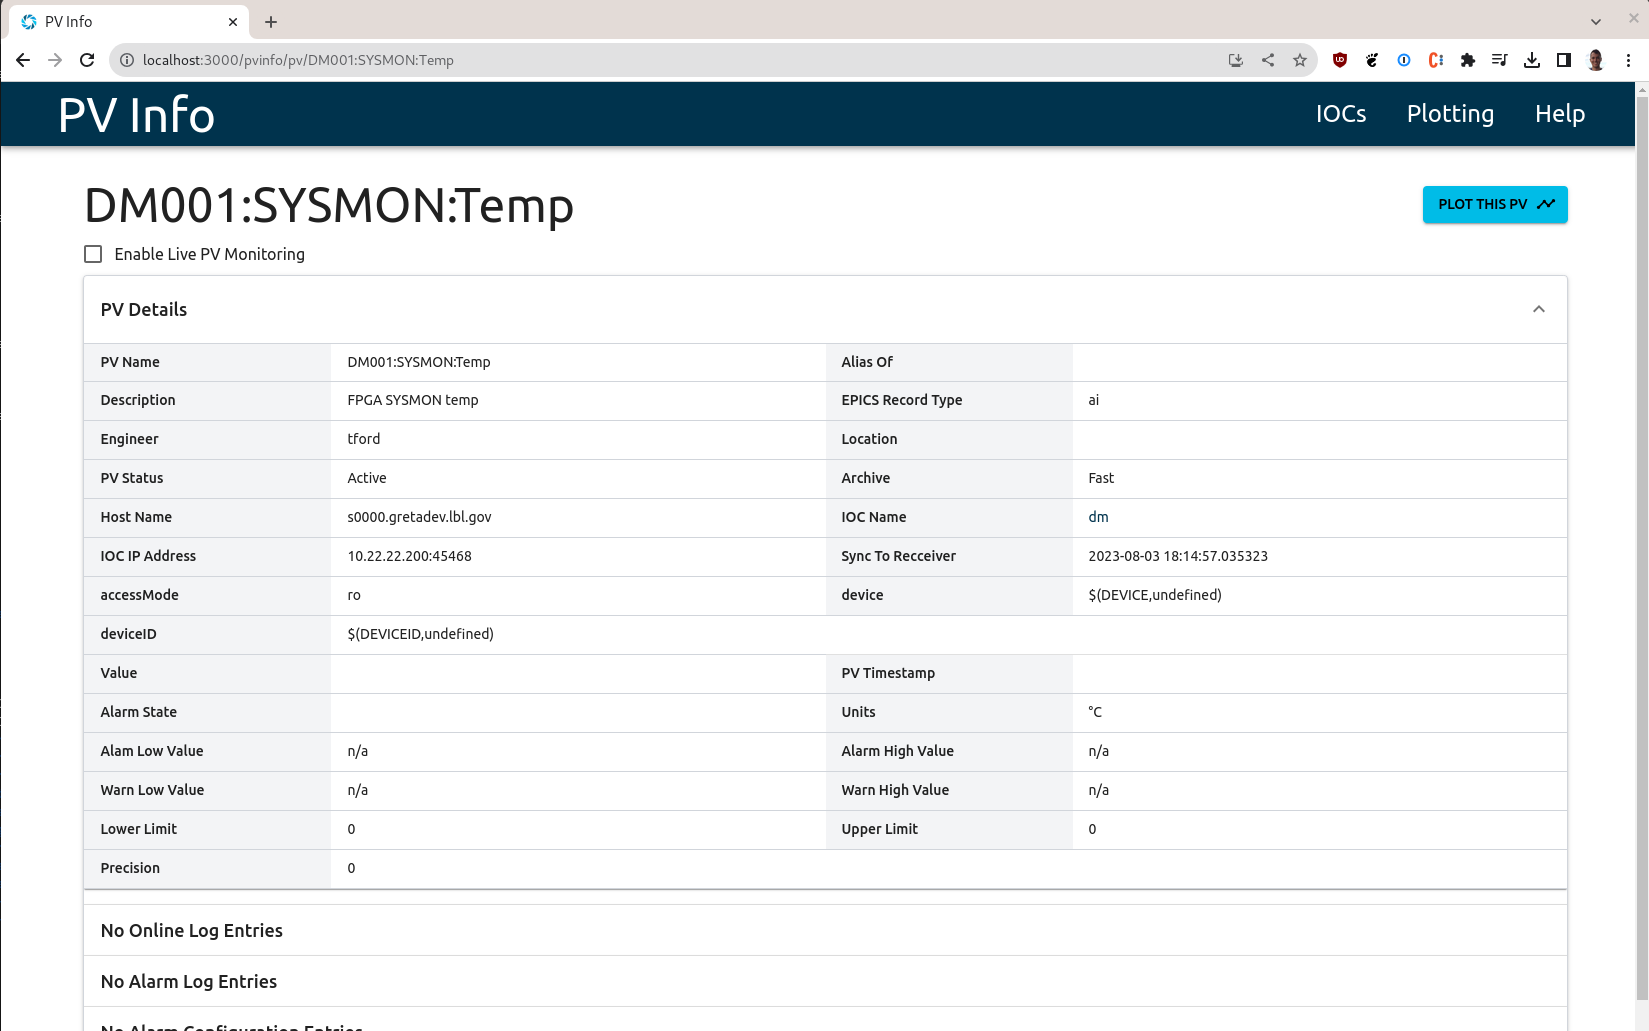 PV Info
localhost:3000/pvinfo/pv/DM001:SYSMON:Temp
PV Info IOCs Plotting Help
DM001:SYSMON:Temp PLOT THIS PV
Enable Live PV Monitoring
PV Details
PV Name DM001:SYSMON:Temp Alias Of
Description FPGA SYSMON temp EPICS Record Type ai
Engineer tford Location
PV Status Active Archive Fast
Host Name s0000.gretadev.lbl.gov IOC Name dm
IOC IP Address 10.22.22.200:45468 Sync To Recceiver 2023-08-03 18:14:57.035323
accessMode ro device $(DEVICE,undefined)
deviceID $(DEVICEID,undefined)
Value PV Timestamp
Alarm State Units °C
Alam Low Value n/a Alarm High Value n/a
Warn Low Value n/a Warn High Value n/a
Lower Limit 0 Upper Limit 0
Precision 0
No Online Log Entries
No Alarm Log Entries
No Alarm Configuration Entries